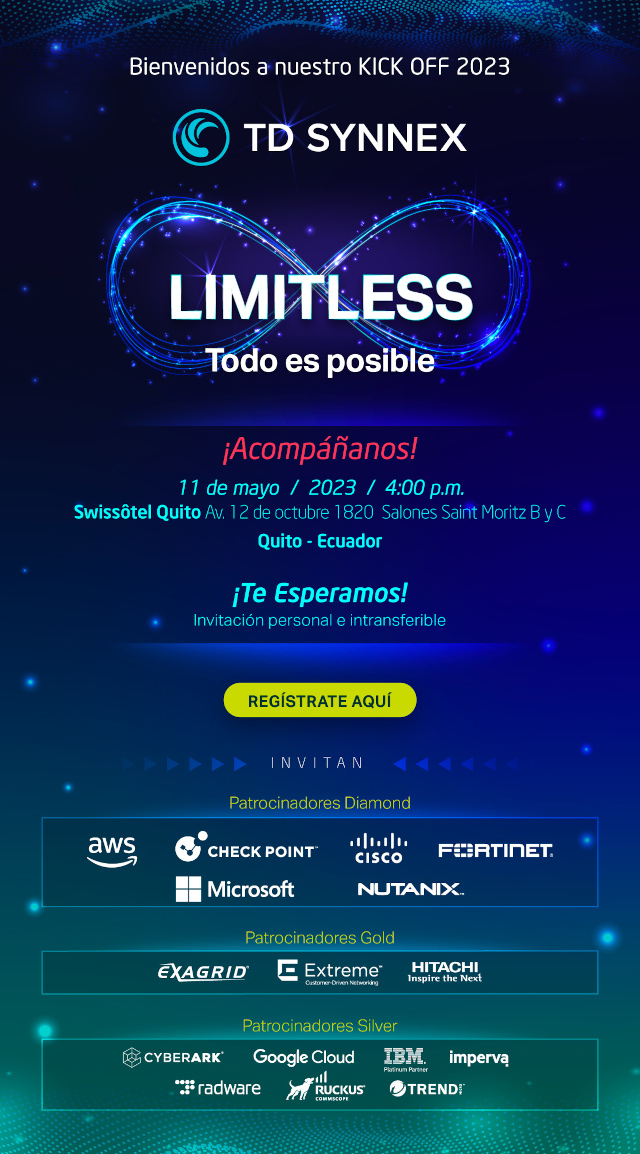 Bienvenidos a nuestro KICK OFF 2023
TD SYNNEX
LIMITLESS
Todo es posible
¡Acompáñanos!
11 de mayo / 2023 / 4:00 p.m.
Swissôtel Quito Av. 12 de octubre 1820 Salones Saint Moritz B y C
Quito - Ecuador
¡Te Esperamos!
Invitación personal e intransferible
REGÍSTRATE AQUÍ
INVITAN
Patrocinadores Diamond
aws CHECK POINT™ CISCO FORTINET®
Microsoft NUTANIX™
Patrocinadores Gold
EXAGRID® Extreme™ HITACHI
Customer-Driven Networking Inspire the Next
Patrocinadores Silver
CYBERARK® Google Cloud IBM imperva
Platinum Partner
radware RUCKUS® TREND
COMMSCOPE